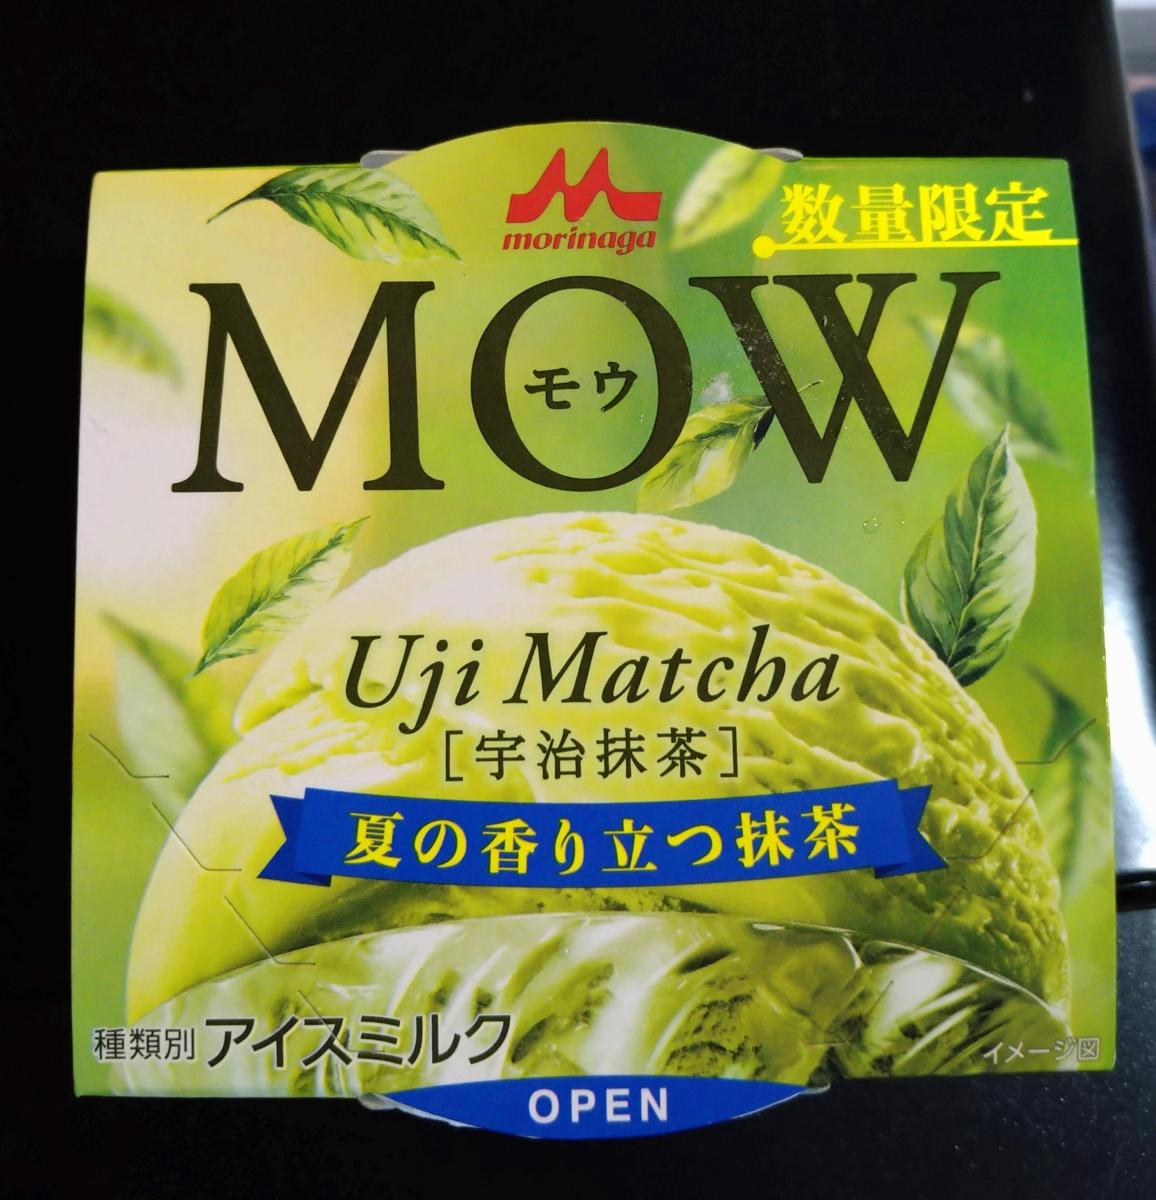 morinaga
数量限定
MOW
モウ
Uji Matcha
[宇治抹茶]
夏の香り立つ抹茶
種類別 アイスミルク
イメージ図
OPEN